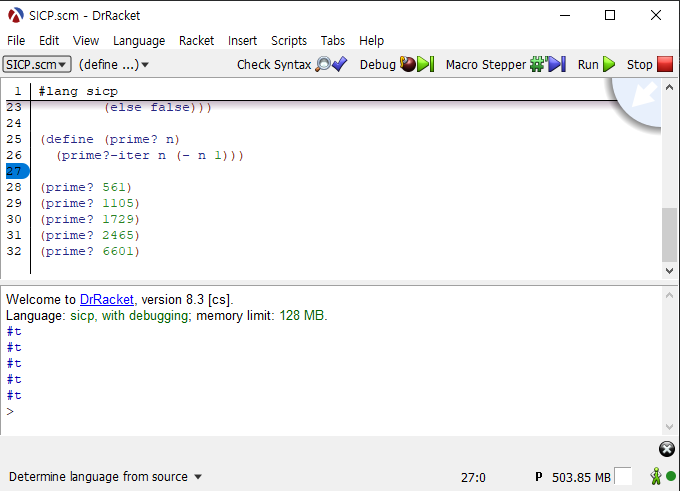 SICP.scm - DrRacket
File Edit View Language Racket Insert Scripts Tabs Help
SICP.scm▼ (define ...)▼ Check Syntax Debug Macro Stepper Run Stop
1 #lang sicp
23 (else false)))
24
25 (define (prime? n)
26 (prime?-iter n (- n 1)))
27
28 (prime? 561)
29 (prime? 1105)
30 (prime? 1729)
31 (prime? 2465)
32 (prime? 6601)
Welcome to DrRacket, version 8.3 [cs].
Language: sicp, with debugging; memory limit: 128 MB.
#t
#t
#t
#t
#t
>
Determine language from source ▼ 27:0 P 503.85 MB